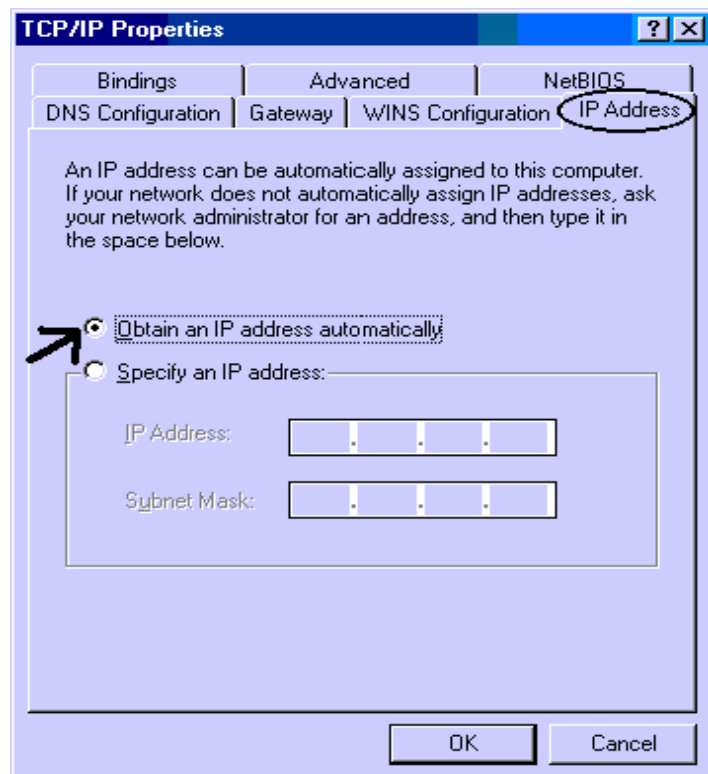 TCP/IP Properties
Bindings Advanced NetBIOS
DNS Configuration Gateway WINS Configuration IP Address
An IP address can be automatically assigned to this computer.
If your network does not automatically assign IP addresses, ask
your network administrator for an address, and then type it in
the space below.
Obtain an IP address automatically
Specify an IP address:
IP Address:
Subnet Mask:
OK Cancel